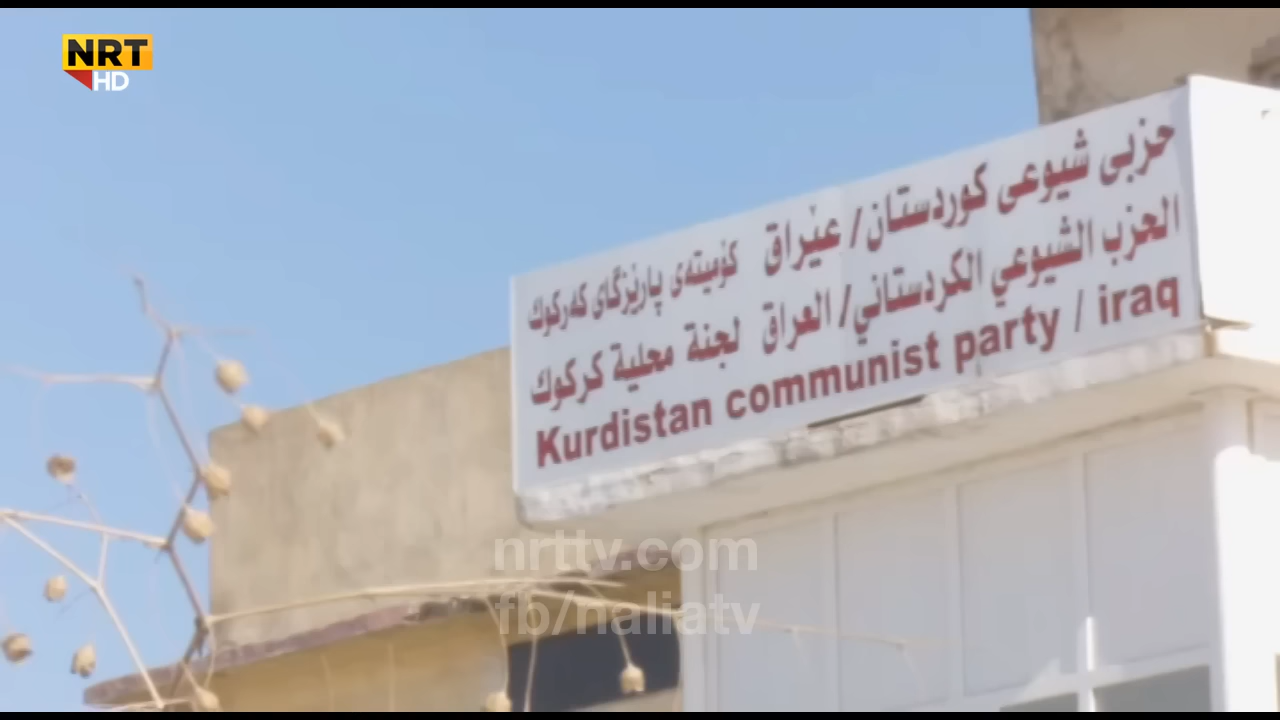 NRT
HD
حزبی شیوعی کوردستان/ عێراق کۆمیتەی پارێزگای کەرکوك
الحزب الشيوعي الكردستاني/ العراق لجنة محلية كركوك
Kurdistan communist party / iraq
nrttv.com
fb/naliatv